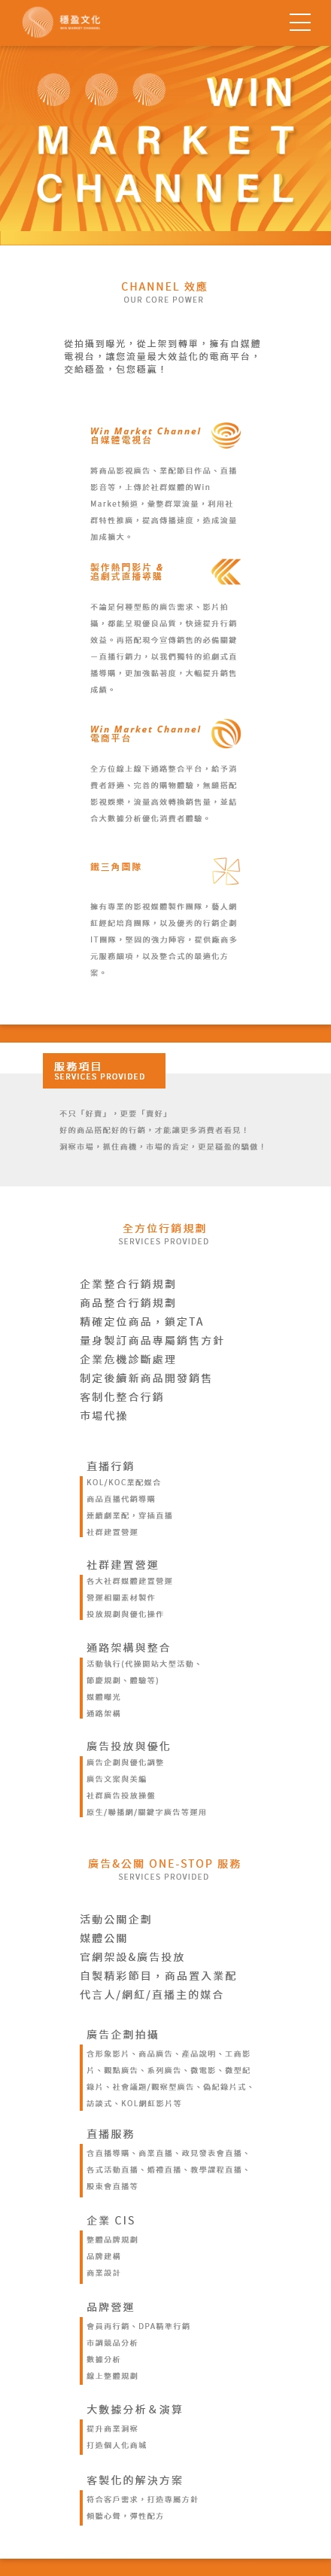 穩盈文化
WIN MARKET CHANNEL
WIN
MARKET
CHANNEL
CHANNEL 效應
OUR CORE POWER
從拍攝到曝光，從上架到轉單，擁有自媒體
電視台，讓您流量最大效益化的電商平台，
交給穩盈，包您穩贏！
Win Market Channel
自媒體電視台
將商品影視廣告、業配節目作品、直播
影音等，上傳於社群媒體的Win
Market頻道，彙整群眾流量，利用社
群特性推廣，提高傳播速度，造成流量
加成擴大。
製作熱門影片 &
追劇式直播導購
不論是何種型態的廣告需求、影片拍
攝，都能呈現優良品質，快速提升行銷
效益。再搭配現今宣傳銷售的必備關鍵
－直播行銷力，以我們獨特的追劇式直
播導購，更加強黏著度，大幅提升銷售
成績。
Win Market Channel
電商平台
全方位線上線下通路整合平台，給予消
費者舒適、完善的購物體驗，無縫搭配
影視娛樂，流量高效轉換銷售量，並結
合大數據分析優化消費者體驗。
鐵三角團隊
擁有專業的影視媒體製作團隊，藝人網
紅經紀培育團隊，以及優秀的行銷企劃
IT團隊，堅固的強力陣容，提供廠商多
元服務細項，以及整合式的最適化方
案。
服務項目
SERVICES PROVIDED
不只「好賣」，更要「賣好」
好的商品搭配好的行銷，才能讓更多消費者看見！
洞察市場，抓住商機，市場的肯定，更是穩盈的驕傲！
全方位行銷規劃
SERVICES PROVIDED
企業整合行銷規劃
商品整合行銷規劃
精確定位商品，鎖定TA
量身製訂商品專屬銷售方針
企業危機診斷處理
制定後續新商品開發銷售
客制化整合行銷
市場代操
直播行銷
KOL/KOC業配媒合
商品直播代銷導購
連續劇業配，穿插直播
社群建置營運
社群建置營運
各大社群媒體建置營運
營運相關素材製作
投放規劃與優化操作
通路架構與整合
活動執行(代操開站大型活動、
節慶規劃、體驗等)
媒體曝光
通路架構
廣告投放與優化
廣告企劃與優化調整
廣告文案與美編
社群廣告投放操盤
原生/聯播網/關鍵字廣告等運用
廣告&公關 ONE-STOP 服務
SERVICES PROVIDED
活動公關企劃
媒體公關
官網架設&廣告投放
自製精彩節目，商品置入業配
代言人/網紅/直播主的媒合
廣告企劃拍攝
含形象影片、商品廣告、產品說明、工商影
片、觀點廣告、系列廣告、微電影、微型紀
錄片、社會議題/觀察型廣告、偽紀錄片式、
訪談式、KOL網紅影片等
直播服務
含直播導購、商業直播、政見發表會直播、
各式活動直播、婚禮直播、教學課程直播、
股東會直播等
企業 CIS
整體品牌規劃
品牌建構
商業設計
品牌營運
會員再行銷、DPA精準行銷
市調競品分析
數據分析
線上整體規劃
大數據分析＆演算
提升商業洞察
打造個人化商城
客製化的解決方案
符合客戶需求，打造專屬方針
傾聽心聲，彈性配方